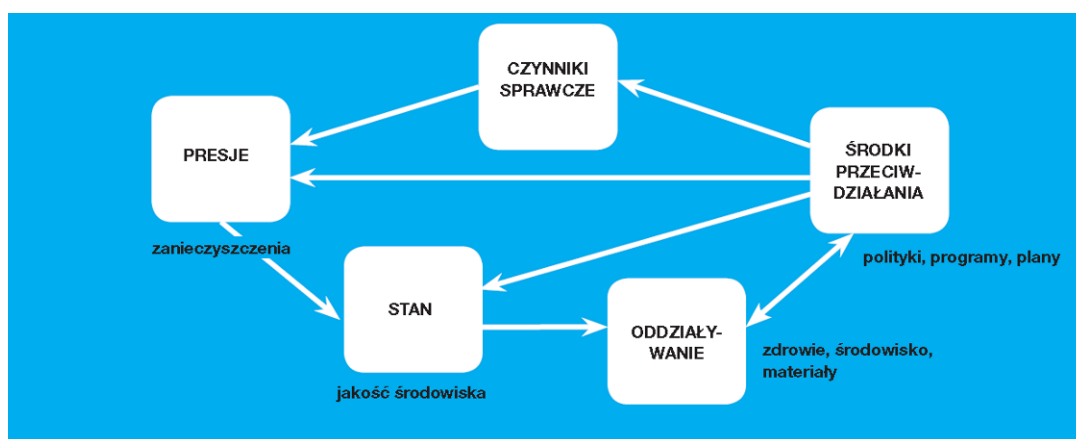 CZYNNIKI
SPRAWCZE
PRESJE
ŚRODKI
PRZECIW-
DZIAŁANIA
zanieczyszczenia
polityki, programy, plany
STAN
ODDZIAŁY-
WANIE
zdrowie, środowisko,
materiały
jakość środowiska